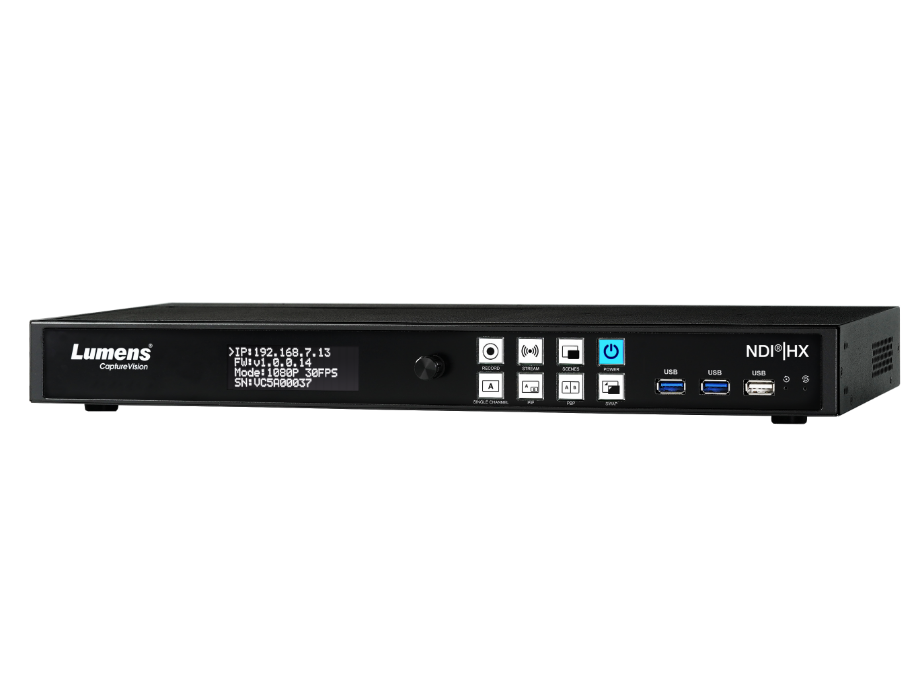 Lumens®
CaptureVision
>IP:192.168.7.13
FW:v1.0.0.14
Mode:1080P 30FPS
SN:VC5A00037
RECORD
STREAM
SCENES
POWER
A
A
A B
SINGLE CHANNEL
PIP
PBP
SWAP
NDI®|HX
USB
USB
USB